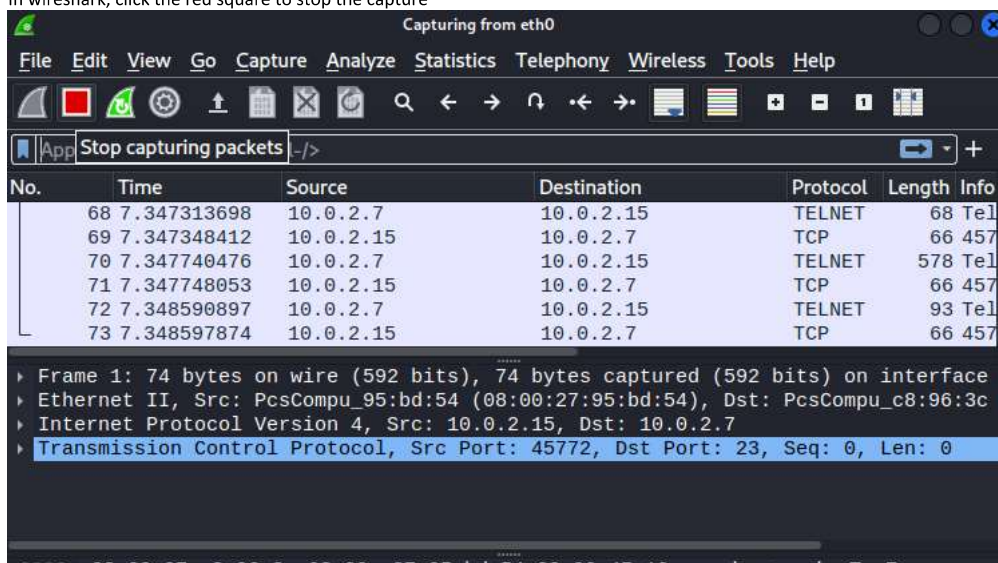 In wireshark, click the red square to stop the capture
Capturing from eth0
File Edit View Go Capture Analyze Statistics Telephony Wireless Tools Help
App Stop capturing packets l-/>
No. Time Source Destination Protocol Length Info
68 7.347313698 10.0.2.7 10.0.2.15 TELNET 68 Tel
69 7.347348412 10.0.2.15 10.0.2.7 TCP 66 457
70 7.347740476 10.0.2.7 10.0.2.15 TELNET 578 Tel
71 7.347748053 10.0.2.15 10.0.2.7 TCP 66 457
72 7.348590897 10.0.2.7 10.0.2.15 TELNET 93 Tel
73 7.348597874 10.0.2.15 10.0.2.7 TCP 66 457
Frame 1: 74 bytes on wire (592 bits), 74 bytes captured (592 bits) on interface
Ethernet II, Src: PcsCompu_95:bd:54 (08:00:27:95:bd:54), Dst: PcsCompu_c8:96:3c
Internet Protocol Version 4, Src: 10.0.2.15, Dst: 10.0.2.7
Transmission Control Protocol, Src Port: 45772, Dst Port: 23, Seq: 0, Len: 0